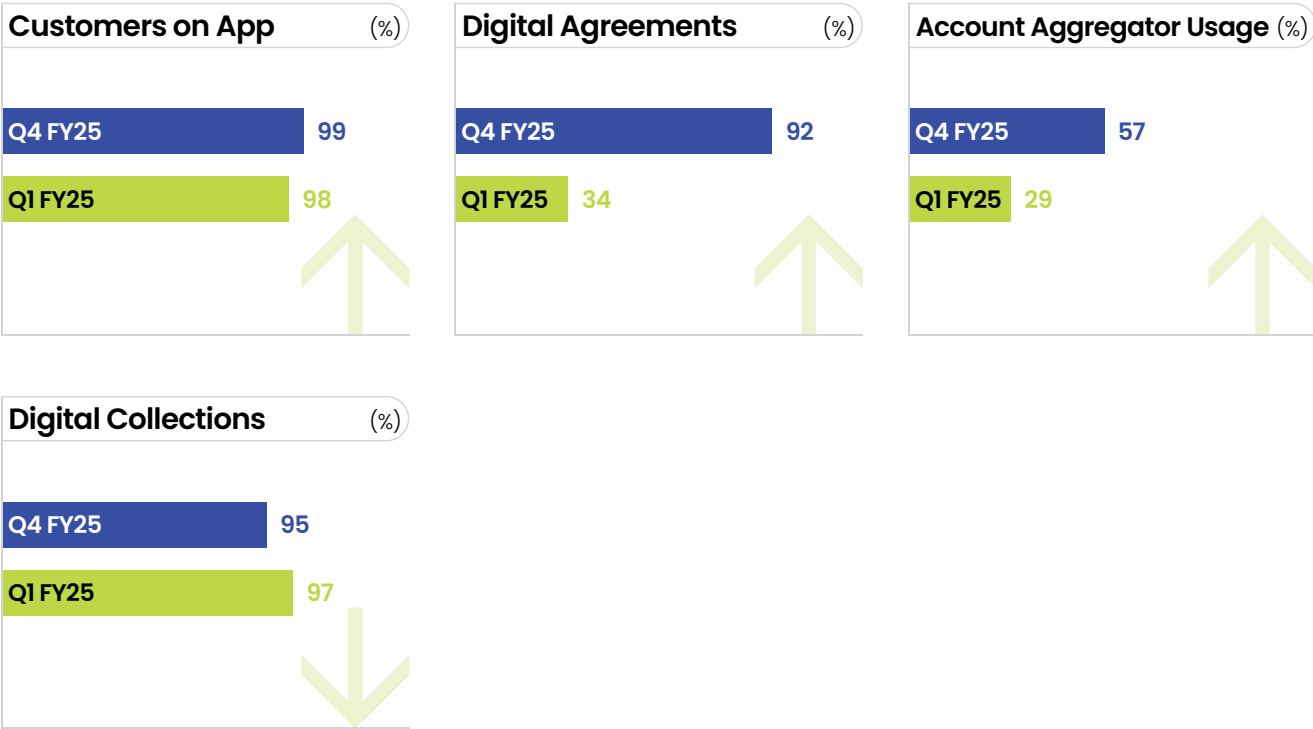 Customers on App (%)
Q4 FY25 99
Q1 FY25 98
Digital Agreements (%)
Q4 FY25 92
Q1 FY25 34
Account Aggregator Usage (%)
Q4 FY25 57
Q1 FY25 29
Digital Collections (%)
Q4 FY25 95
Q1 FY25 97